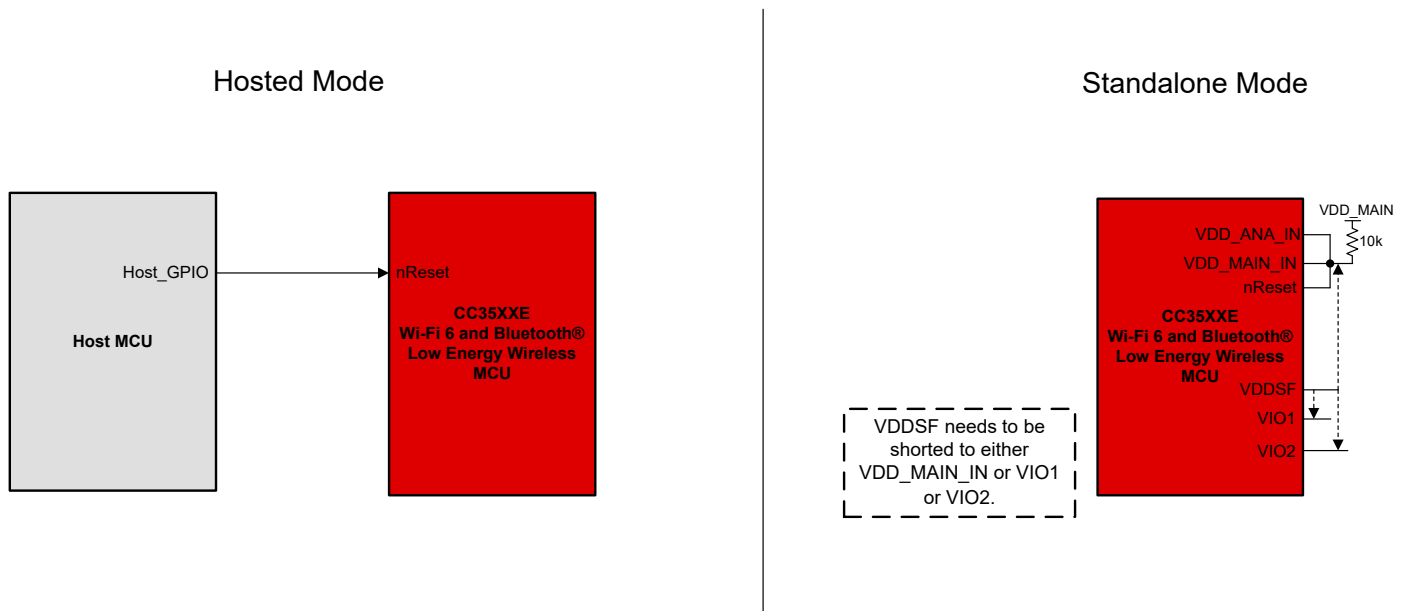 Hosted Mode
Host_GPIO
Host MCU
nReset
CC35XXE
Wi-Fi 6 and Bluetooth®
Low Energy Wireless
MCU
Standalone Mode
VDD_MAIN
10k
VDD_ANA_IN
VDD_MAIN_IN
nReset
CC35XXE
Wi-Fi 6 and Bluetooth®
Low Energy Wireless
MCU
VDDSF
VIO1
VIO2
VDDSF needs to be
shorted to either
VDD_MAIN_IN or VIO1
or VIO2.